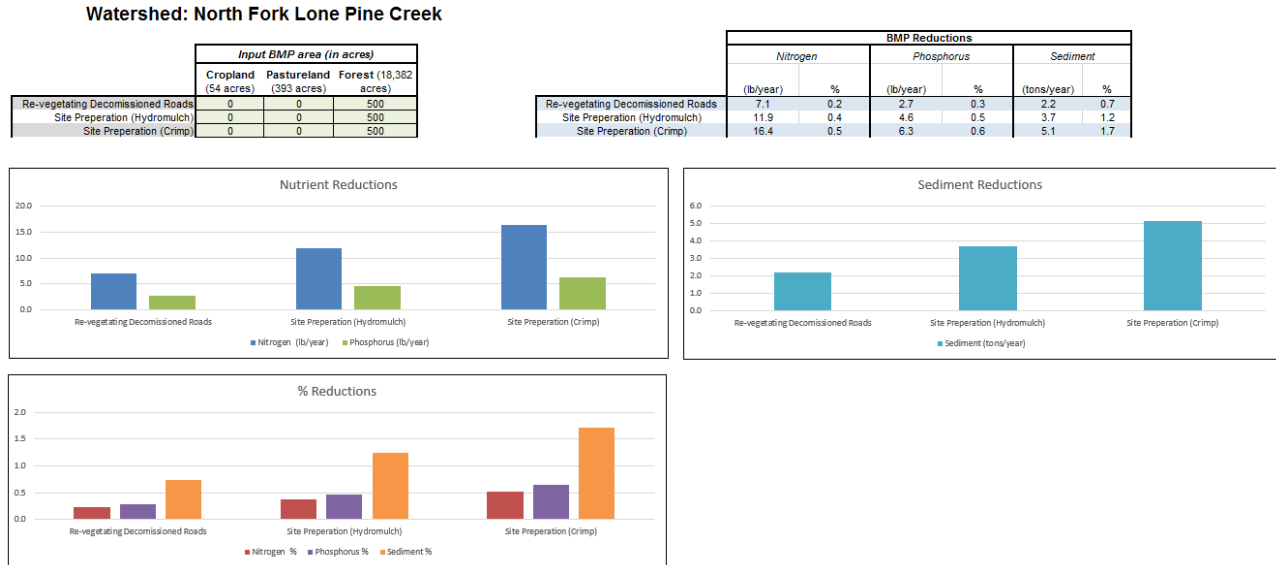 Watershed: North Fork Lone Pine Creek
Input BMP area (in acres)
Cropland (54 acres) Pastureland (393 acres) Forest (18,382 acres)
Re-vegetating Decomissioned Roads 0 0 500
Site Preperation (Hydromulch) 0 0 500
Site Preperation (Crimp) 0 0 500
BMP Reductions
Nitrogen Phosphorus Sediment
(lb/year) % (lb/year) % (tons/year) %
Re-vegetating Decomissioned Roads 7.1 0.2 2.7 0.3 2.2 0.7
Site Preperation (Hydromulch) 11.9 0.4 4.6 0.5 3.7 1.2
Site Preperation (Crimp) 16.4 0.5 6.3 0.6 5.1 1.7
Nutrient Reductions
20.0
15.0
10.0
5.0
0.0
Re-vegetating Decomissioned Roads Site Preperation (Hydromulch) Site Preperation (Crimp)
Nitrogen (lb/year) Phosphorus (lb/year)
Sediment Reductions
6.0
5.0
4.0
3.0
2.0
1.0
0.0
Re-vegetating Decomissioned Roads Site Preperation (Hydromulch) Site Preperation (Crimp)
Sediment (tons/year)
% Reductions
2.0
1.5
1.0
0.5
0.0
Re-vegetating Decomissioned Roads Site Preperation (Hydromulch) Site Preperation (Crimp)
Nitrogen % Phosphorus % Sediment %